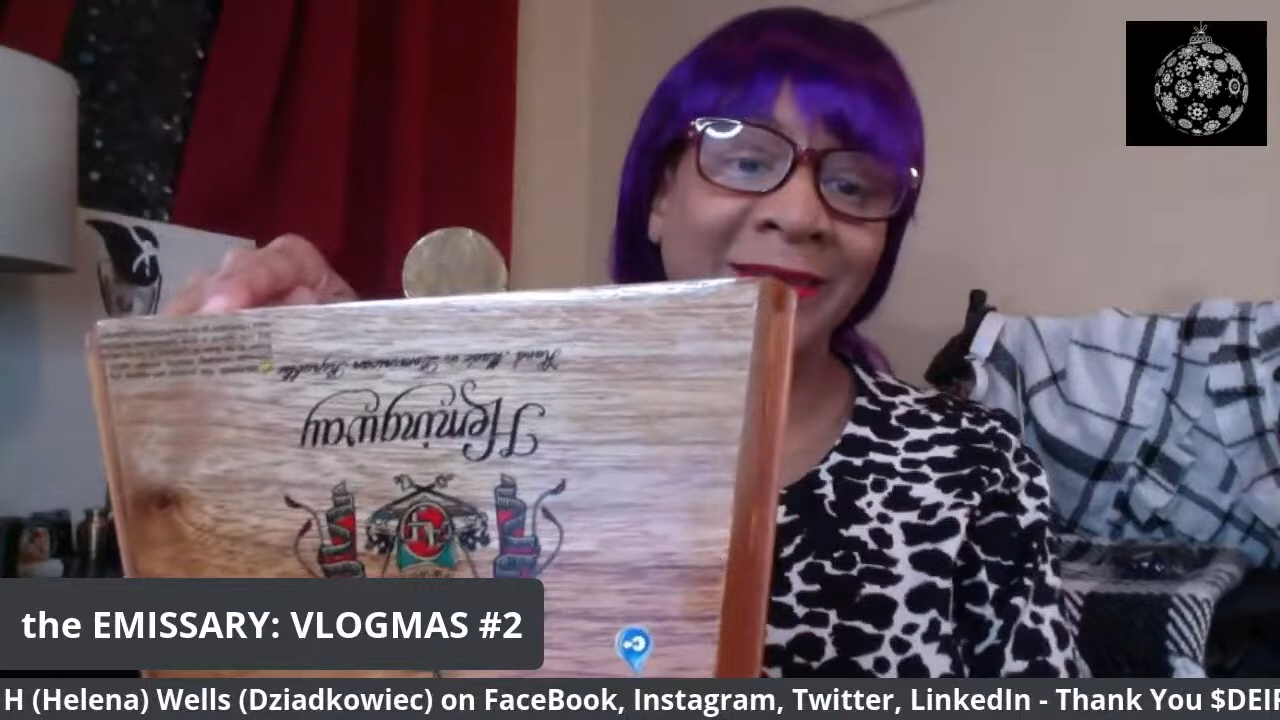 Hand Made in Dominican Republic
Hemingway
the EMISSARY: VLOGMAS #2
H (Helena) Wells (Dziadkowiec) on FaceBook, Instagram, Twitter, LinkedIn - Thank You $DEIF